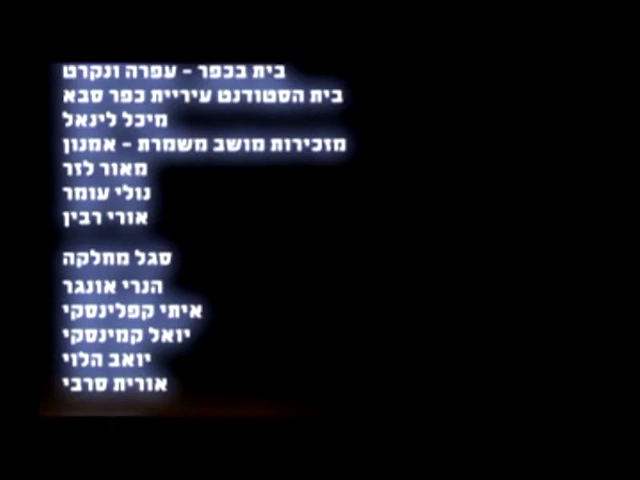 בית בכפר - עפרה ונקרט
בית הסטודנט עיריית כפר סבא
מיכל לינאל
מזכירות מושב משמרת - אמנון
מאור לזר
נולי עומר
אורי רבין
סגל מחלקה
הנרי אונגר
איתי קפלינסקי
יואל קמינסקי
יואב הלוי
אורית סרבי